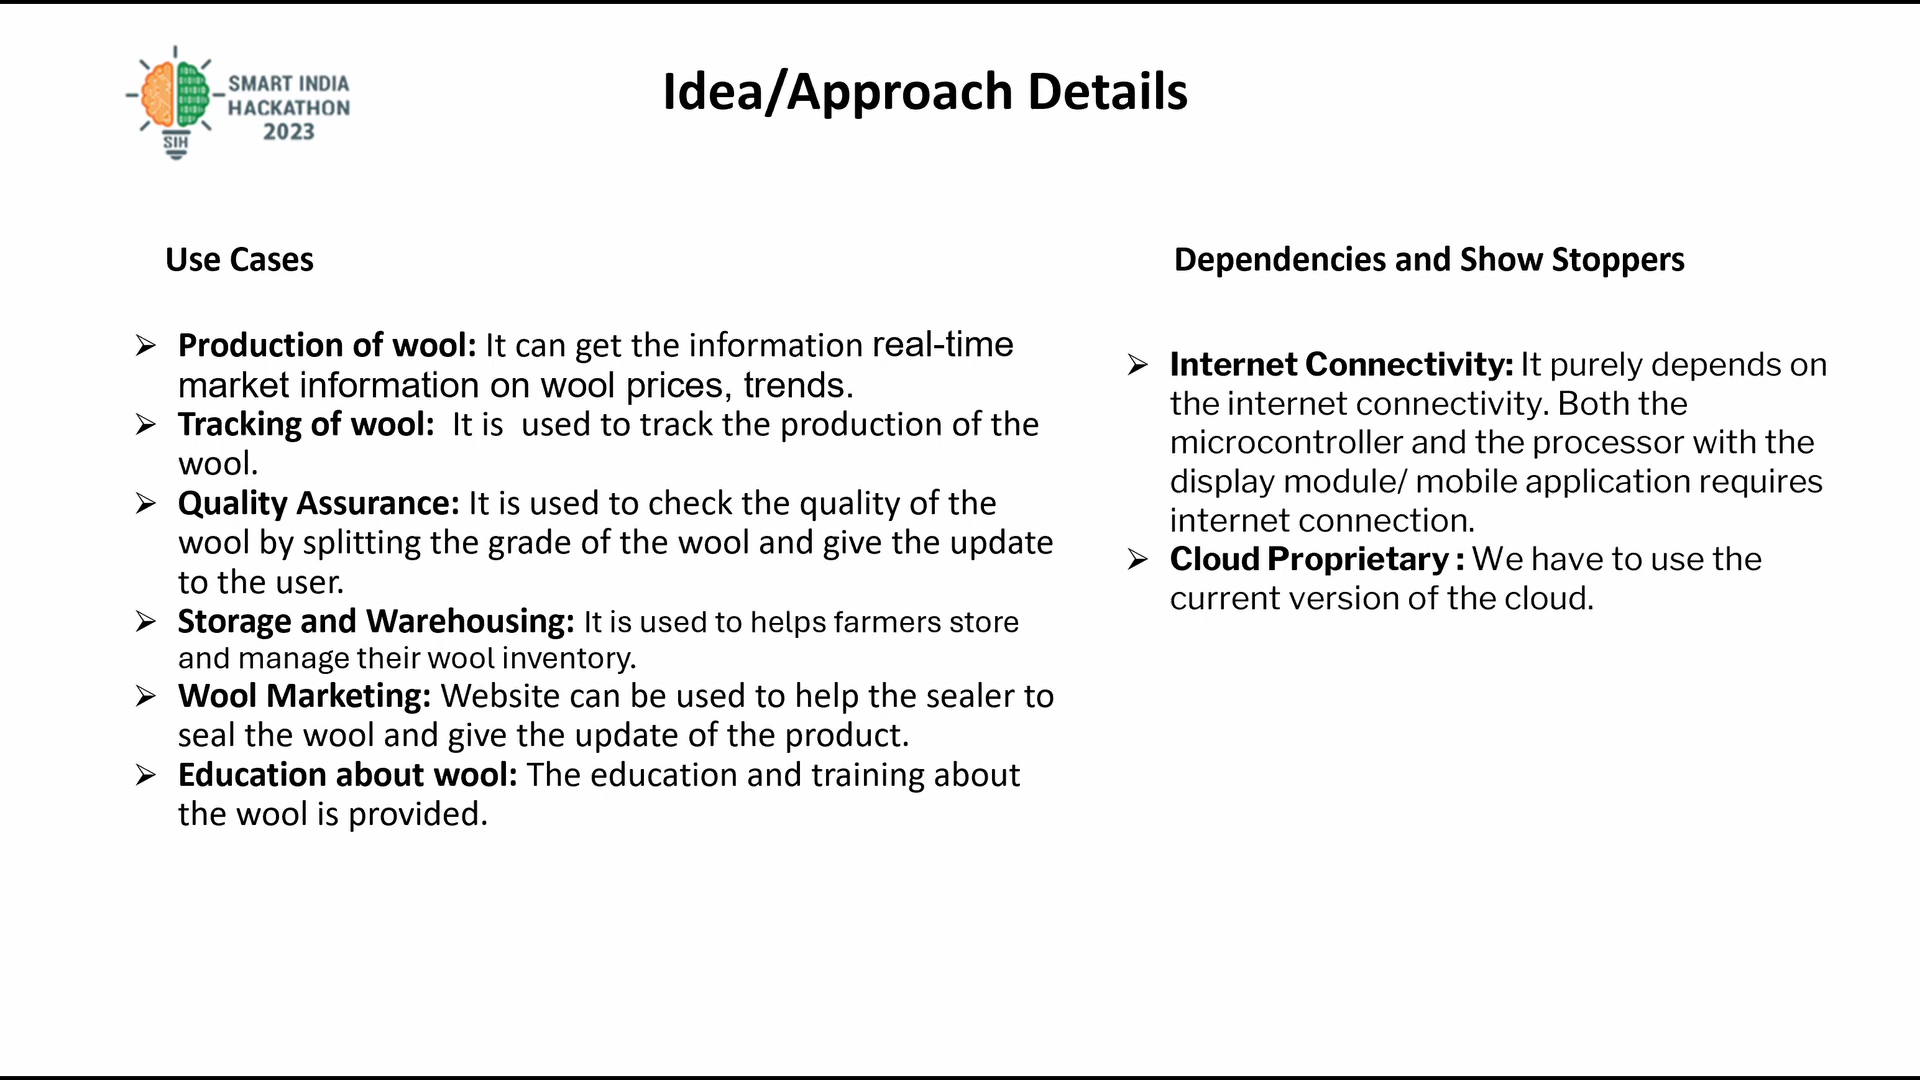 SMART INDIA
HACKATHON
2023
SIH
Idea/Approach Details
Use Cases
➢ Production of wool: It can get the information real-time
market information on wool prices, trends.
➢ Tracking of wool:  It is  used to track the production of the
wool.
➢ Quality Assurance: It is used to check the quality of the
wool by splitting the grade of the wool and give the update
to the user.
➢ Storage and Warehousing: It is used to helps farmers store
and manage their wool inventory.
➢ Wool Marketing: Website can be used to help the sealer to
seal the wool and give the update of the product.
➢ Education about wool: The education and training about
the wool is provided.
Dependencies and Show Stoppers
➢ Internet Connectivity: It purely depends on
the internet connectivity. Both the
microcontroller and the processor with the
display module/ mobile application requires
internet connection.
➢ Cloud Proprietary : We have to use the
current version of the cloud.